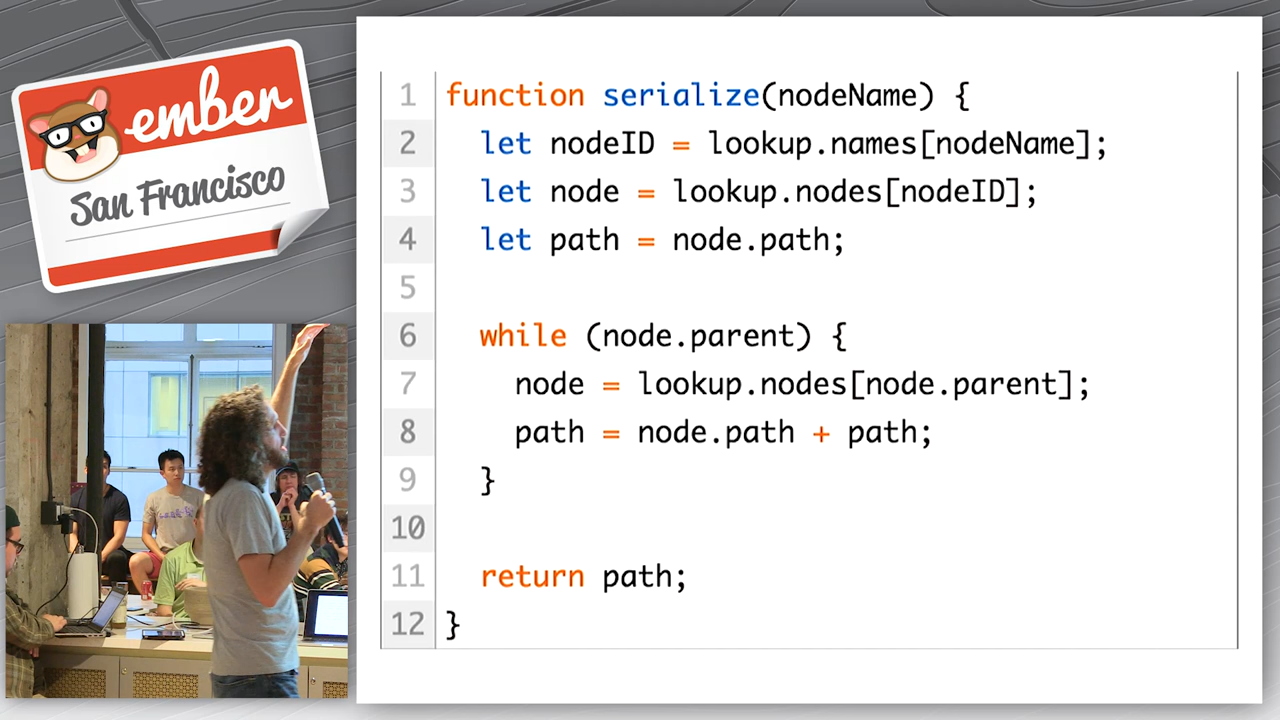 ember
San Francisco
1 function serialize(nodeName) {
2 let nodeID = lookup.names[nodeName];
3 let node = lookup.nodes[nodeID];
4 let path = node.path;
5
6 while (node.parent) {
7 node = lookup.nodes[node.parent];
8 path = node.path + path;
9 }
10
11 return path;
12 }